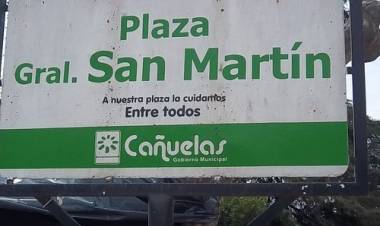 Plaza
Gral. San Martín
A nuestra plaza la cuidamos
Entre todos
Cañuelas
Gobierno Municipal